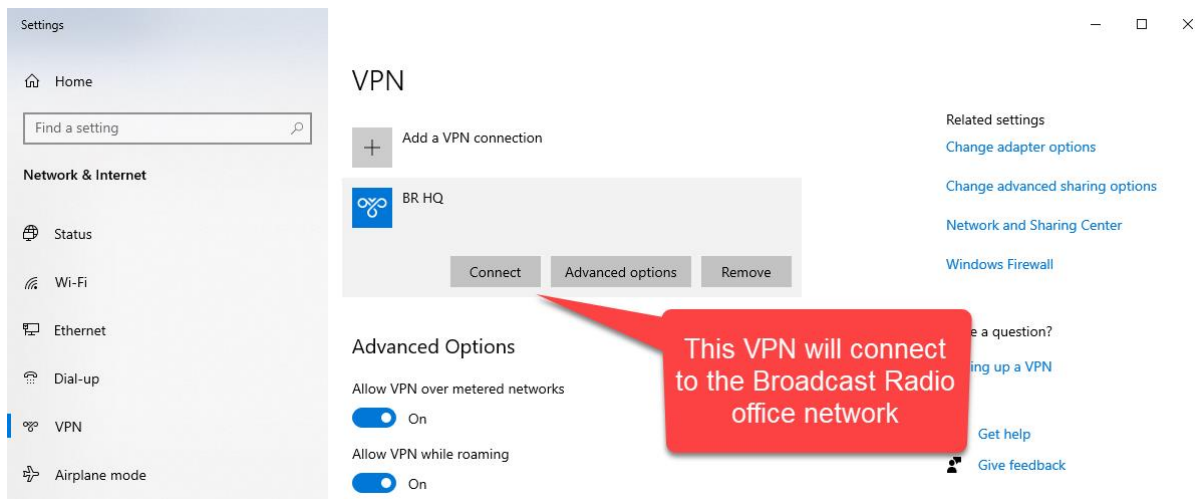 Settings
Home
Find a setting
Network & Internet
Status
Wi-Fi
Ethernet
Dial-up
VPN
Airplane mode
VPN
Add a VPN connection
BR HQ
Connect Advanced options Remove
Advanced Options
Allow VPN over metered networks
On
Allow VPN while roaming
On
This VPN will connect
to the Broadcast Radio
office network
Related settings
Change adapter options
Change advanced sharing options
Network and Sharing Center
Windows Firewall
a question?
up a VPN
Get help
Give feedback